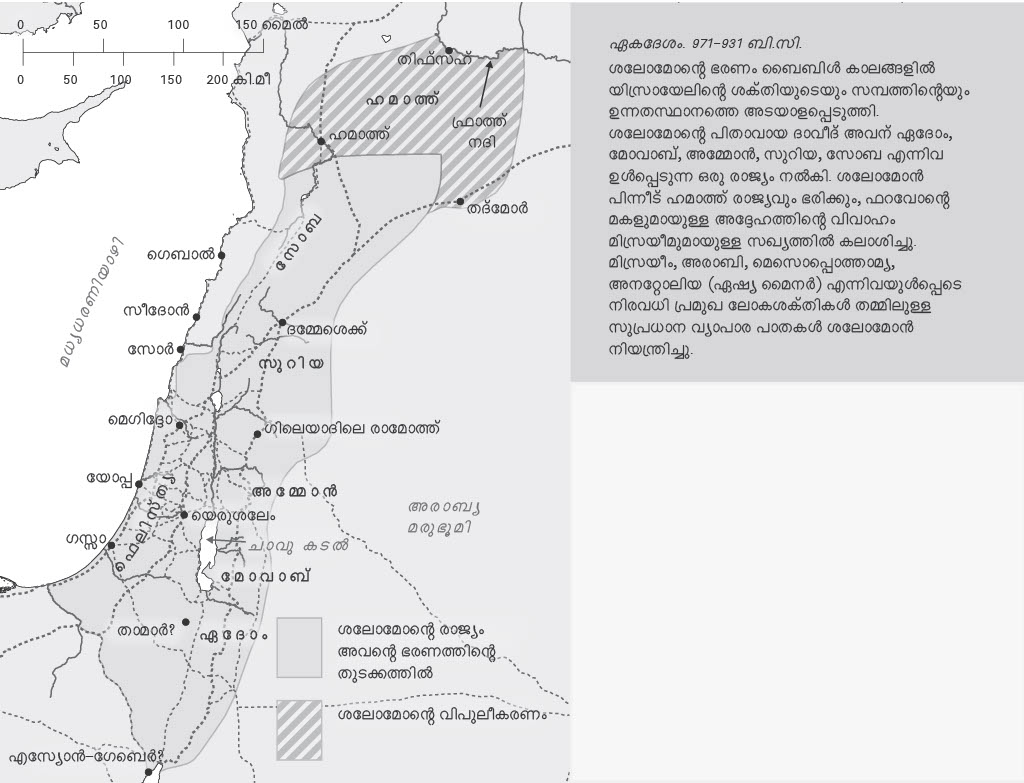 0 50 100 150 മൈൽ
0 50 100 150 200 കി.മീ
തിഫ്സഹ്
ഹമാത്ത്
ഫ്രാത്ത്
നദി
ഹമാത്ത്
തദ്മോർ
സോബ
ഗെബാൽ
മധ്യധരണിയാഴി
സീദോൻ
ദമ്മേശെക്ക്
സോർ
സുറിയ
മെഗിദ്ദോ
ഗിലെയാദിലെ രാമോത്ത്
യോപ്പ
ഫെലിസ്ത്യ
അമ്മോൻ
യെരുശലേം
അരാബ്യ
മരുഭൂമി
ഗസ്സാ
ചാവു കടൽ
മോവാബ്
താമാർ?
ഏദോം
എസ്യോൻ-ഗേബെർ?
ശലോമോന്റെ രാജ്യം
അവന്റെ ഭരണത്തിന്റെ
തുടക്കത്തിൽ
ശലോമോന്റെ വിപുലീകരണം
ഏകദേശം. 971-931 ബി.സി.
ശലോമോന്റെ ഭരണം ബൈബിൾ കാലങ്ങളിൽ
യിസ്രായേലിന്റെ ശക്തിയുടെയും സമ്പത്തിന്റെയും
ഉന്നതസ്ഥാനത്തെ അടയാളപ്പെടുത്തി.
ശലോമോന്റെ പിതാവായ ദാവീദ് അവന് ഏദോം,
മോവാബ്, അമ്മോൻ, സുറിയ, സോബ എന്നിവ
ഉൾപ്പെടുന്ന ഒരു രാജ്യം നൽകി. ശലോമോൻ
പിന്നീട് ഹമാത്ത് രാജ്യവും ഭരിക്കും, ഫറവോന്റെ
മകളുമായുള്ള അദ്ദേഹത്തിന്റെ വിവാഹം
മിസ്രയീമുമായുള്ള സഖ്യത്തിൽ കലാശിച്ചു.
മിസ്രയീം, അരാബി, മെസൊപ്പൊത്താമ്യ,
അനറ്റോലിയ (ഏഷ്യ മൈനർ) എന്നിവയുൾപ്പെടെ
നിരവധി പ്രമുഖ ലോകശക്തികൾ തമ്മിലുള്ള
സുപ്രധാന വ്യാപാര പാതകൾ ശലോമോൻ
നിയന്ത്രിച്ചു.